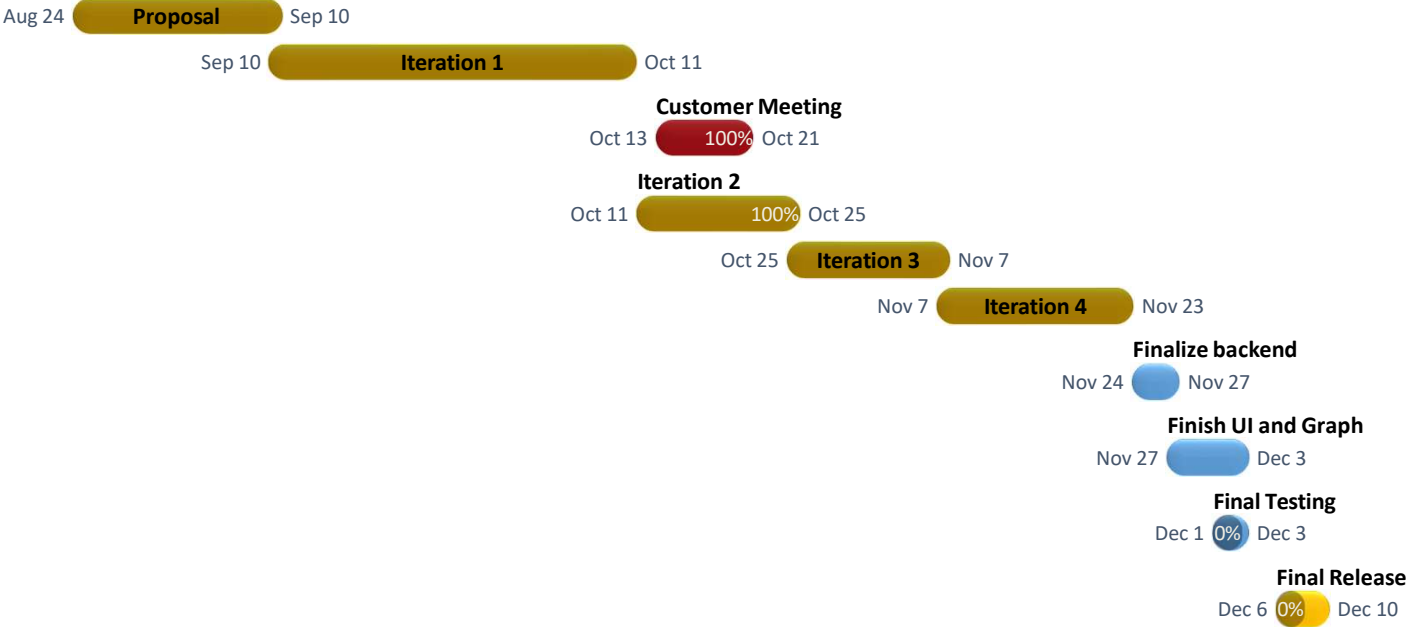 Aug 24 Proposal Sep 10
Sep 10 Iteration 1 Oct 11
Customer Meeting
Oct 13 100% Oct 21
Iteration 2
Oct 11 100% Oct 25
Oct 25 Iteration 3 Nov 7
Nov 7 Iteration 4 Nov 23
Finalize backend
Nov 24 Nov 27
Finish UI and Graph
Nov 27 Dec 3
Final Testing
Dec 1 0% Dec 3
Final Release
Dec 6 0% Dec 10